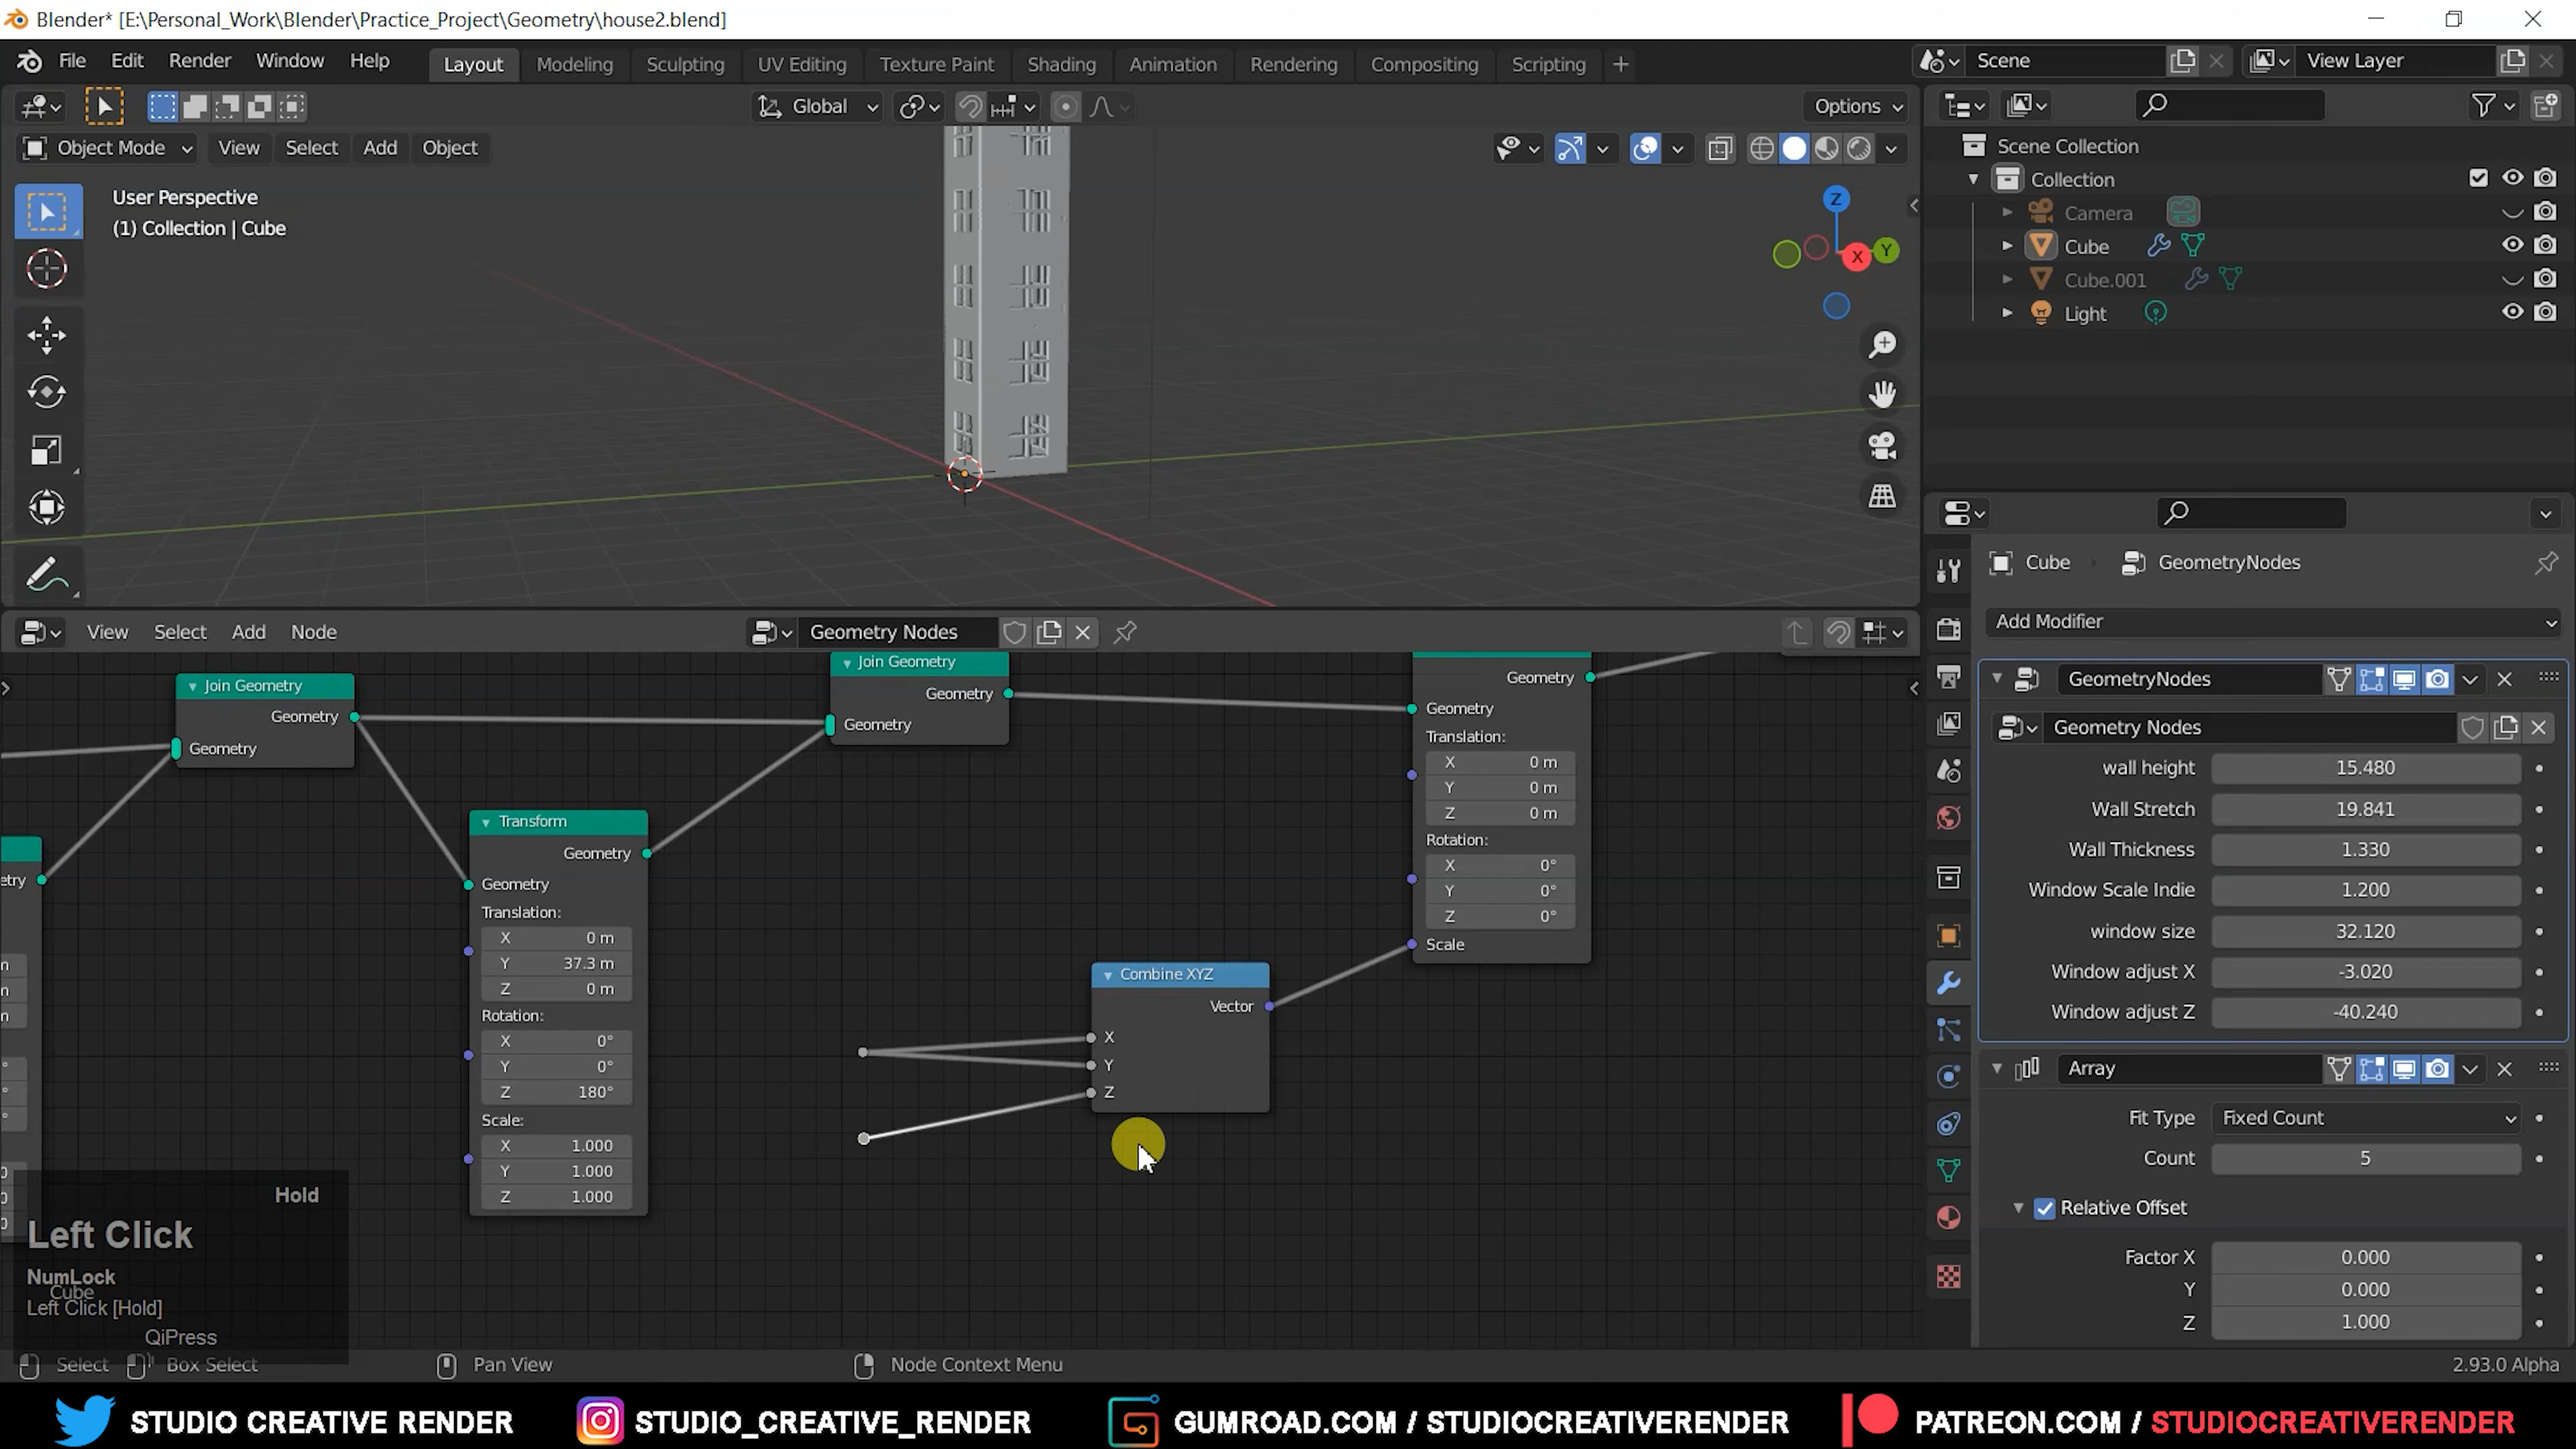 Blender* [E:\Personal_Work\Blender\Practice_Project\Geometry\house2.blend]
File Edit Render Window Help Layout Modeling Sculpting UV Editing Texture Paint Shading Animation Rendering Compositing Scripting + Scene View Layer
Global Options
Object Mode View Select Add Object
User Perspective
(1) Collection | Cube
Z
Y
X
Scene Collection
Collection
Camera
Cube
Cube.001
Light
Cube GeometryNodes
Add Modifier
GeometryNodes
Geometry Nodes
wall height 15.480
Wall Stretch 19.841
Wall Thickness 1.330
Window Scale Indie 1.200
window size 32.120
Window adjust X -3.020
Window adjust Z -40.240
Array
Fit Type Fixed Count
Count 5
Relative Offset
Factor X 0.000
Y 0.000
Z 1.000
View Select Add Node Geometry Nodes
Join Geometry
Geometry
Geometry
etry
Transform
Geometry
Geometry
Translation:
X 0 m
Y 37.3 m
Z 0 m
Rotation:
X 0°
Y 0°
Z 180°
Scale:
X 1.000
Y 1.000
Z 1.000
Join Geometry
Geometry
Geometry
Combine XYZ
Vector
X
Y
Z
Geometry
Geometry
Translation:
X 0 m
Y 0 m
Z 0 m
Rotation:
X 0°
Y 0°
Z 0°
Scale
Hold
Left Click
NumLock
Cube
Left Click [Hold]
QiPress
Select Box Select Pan View Node Context Menu 2.93.0 Alpha
STUDIO CREATIVE RENDER STUDIO_CREATIVE_RENDER GUMROAD.COM / STUDIOCREATIVERENDER PATREON.COM / STUDIOCREATIVERENDER